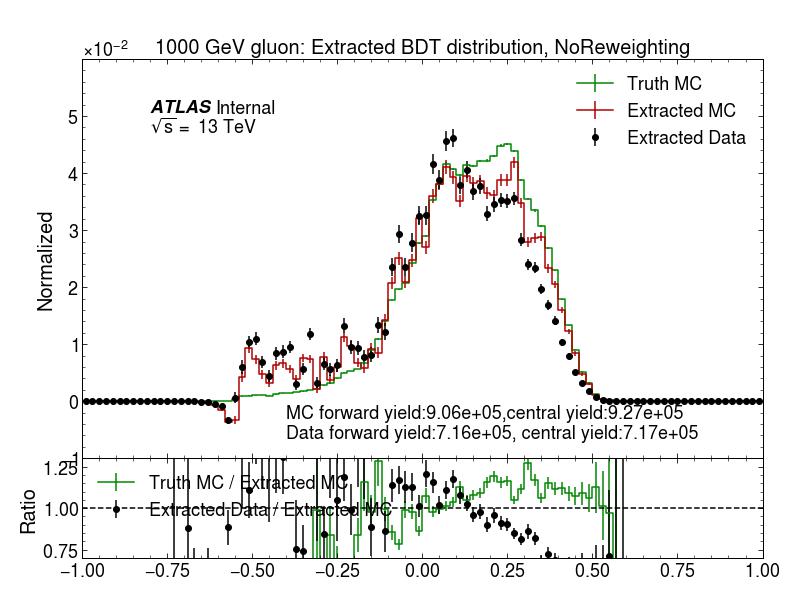 ×10⁻²
1000 GeV gluon: Extracted BDT distribution, NoReweighting
ATLAS Internal
√s = 13 TeV
Truth MC
Extracted MC
Extracted Data
5
4
3
2
1
0
Normalized
MC forward yield:9.06e+05,central yield:9.27e+05
Data forward yield:7.16e+05, central yield:7.17e+05
1
1.25
1.00
0.75
Ratio
Truth MC / Extracted MC
Extracted Data / Extracted MC
−1.00 −0.75 −0.50 −0.25 0.00 0.25 0.50 0.75 1.00